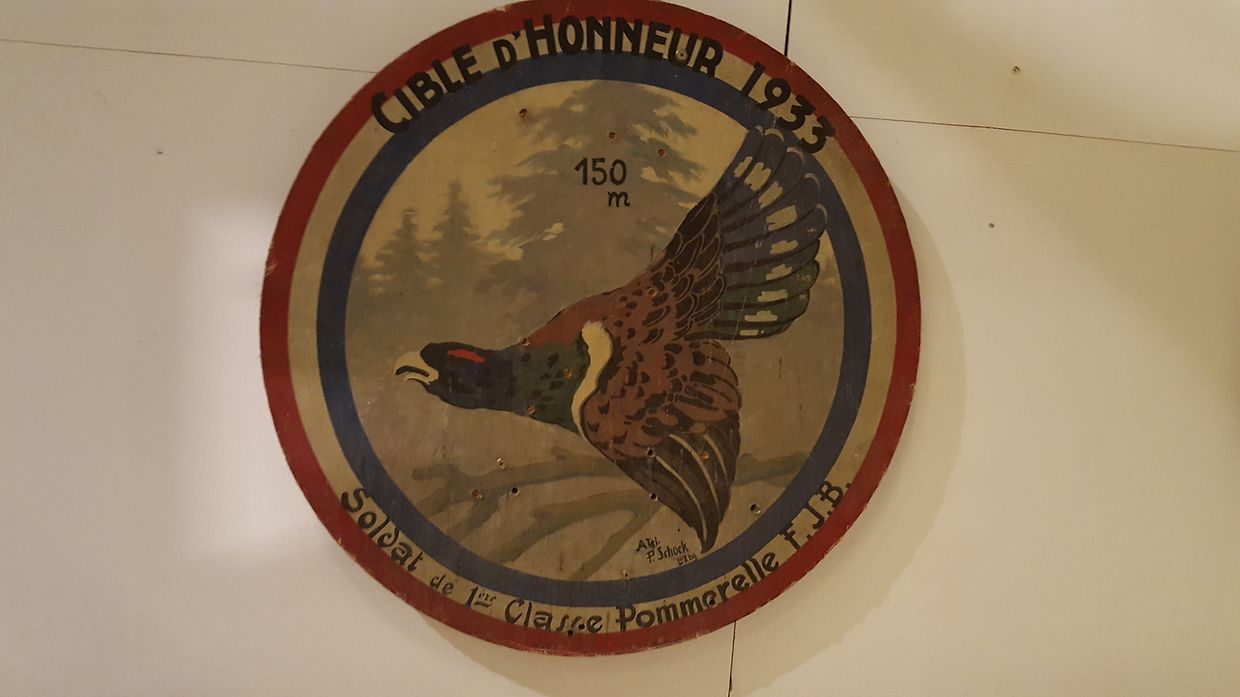 CIBLE D'HONNEUR 1933
150
m
Atel.
P. Schock
Soldat de 1ère Classe Pommerelle F.J.B.